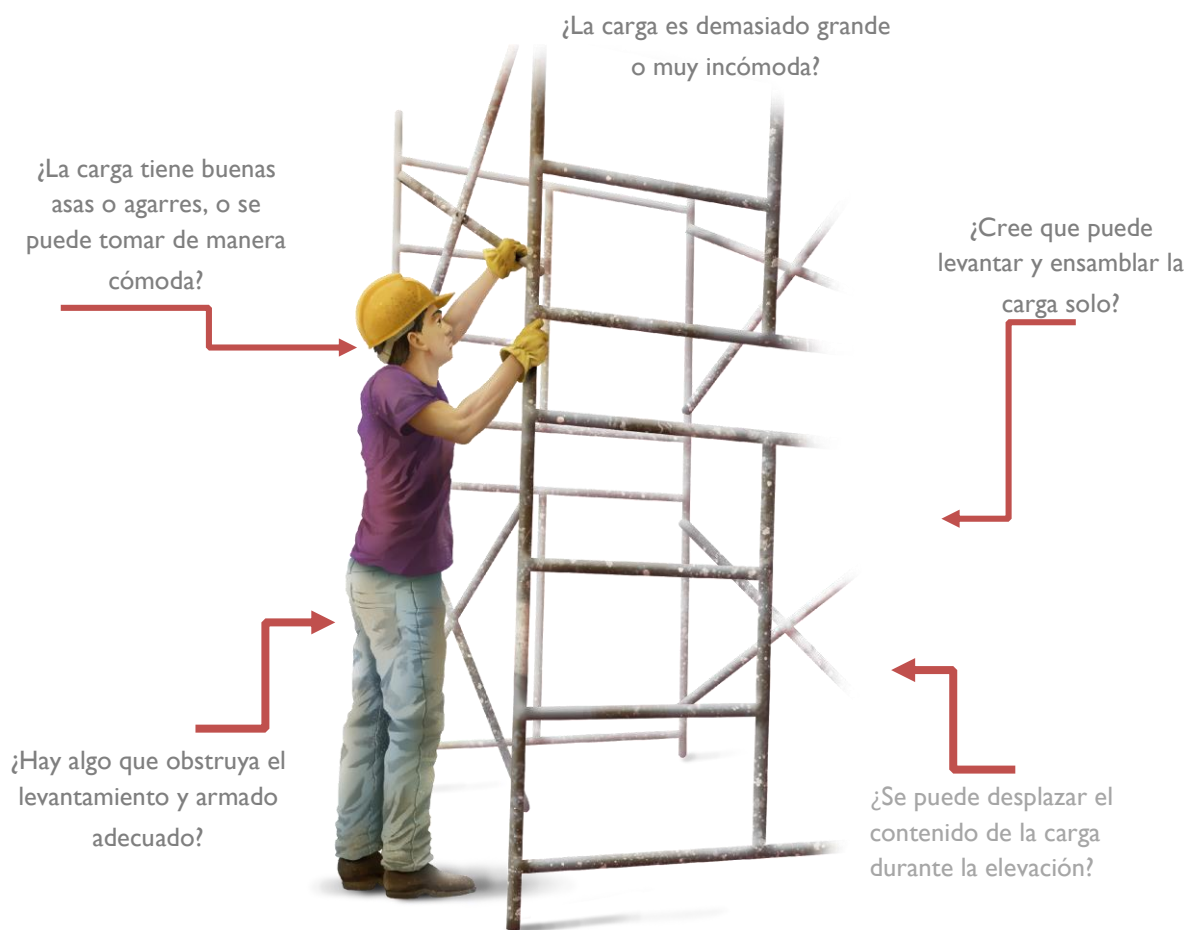 ¿La carga es demasiado grande
o muy incómoda?
¿La carga tiene buenas
asas o agarres, o se
puede tomar de manera
cómoda?
¿Cree que puede
levantar y ensamblar la
carga solo?
¿Hay algo que obstruya el
levantamiento y armado
adecuado?
¿Se puede desplazar el
contenido de la carga
durante la elevación?